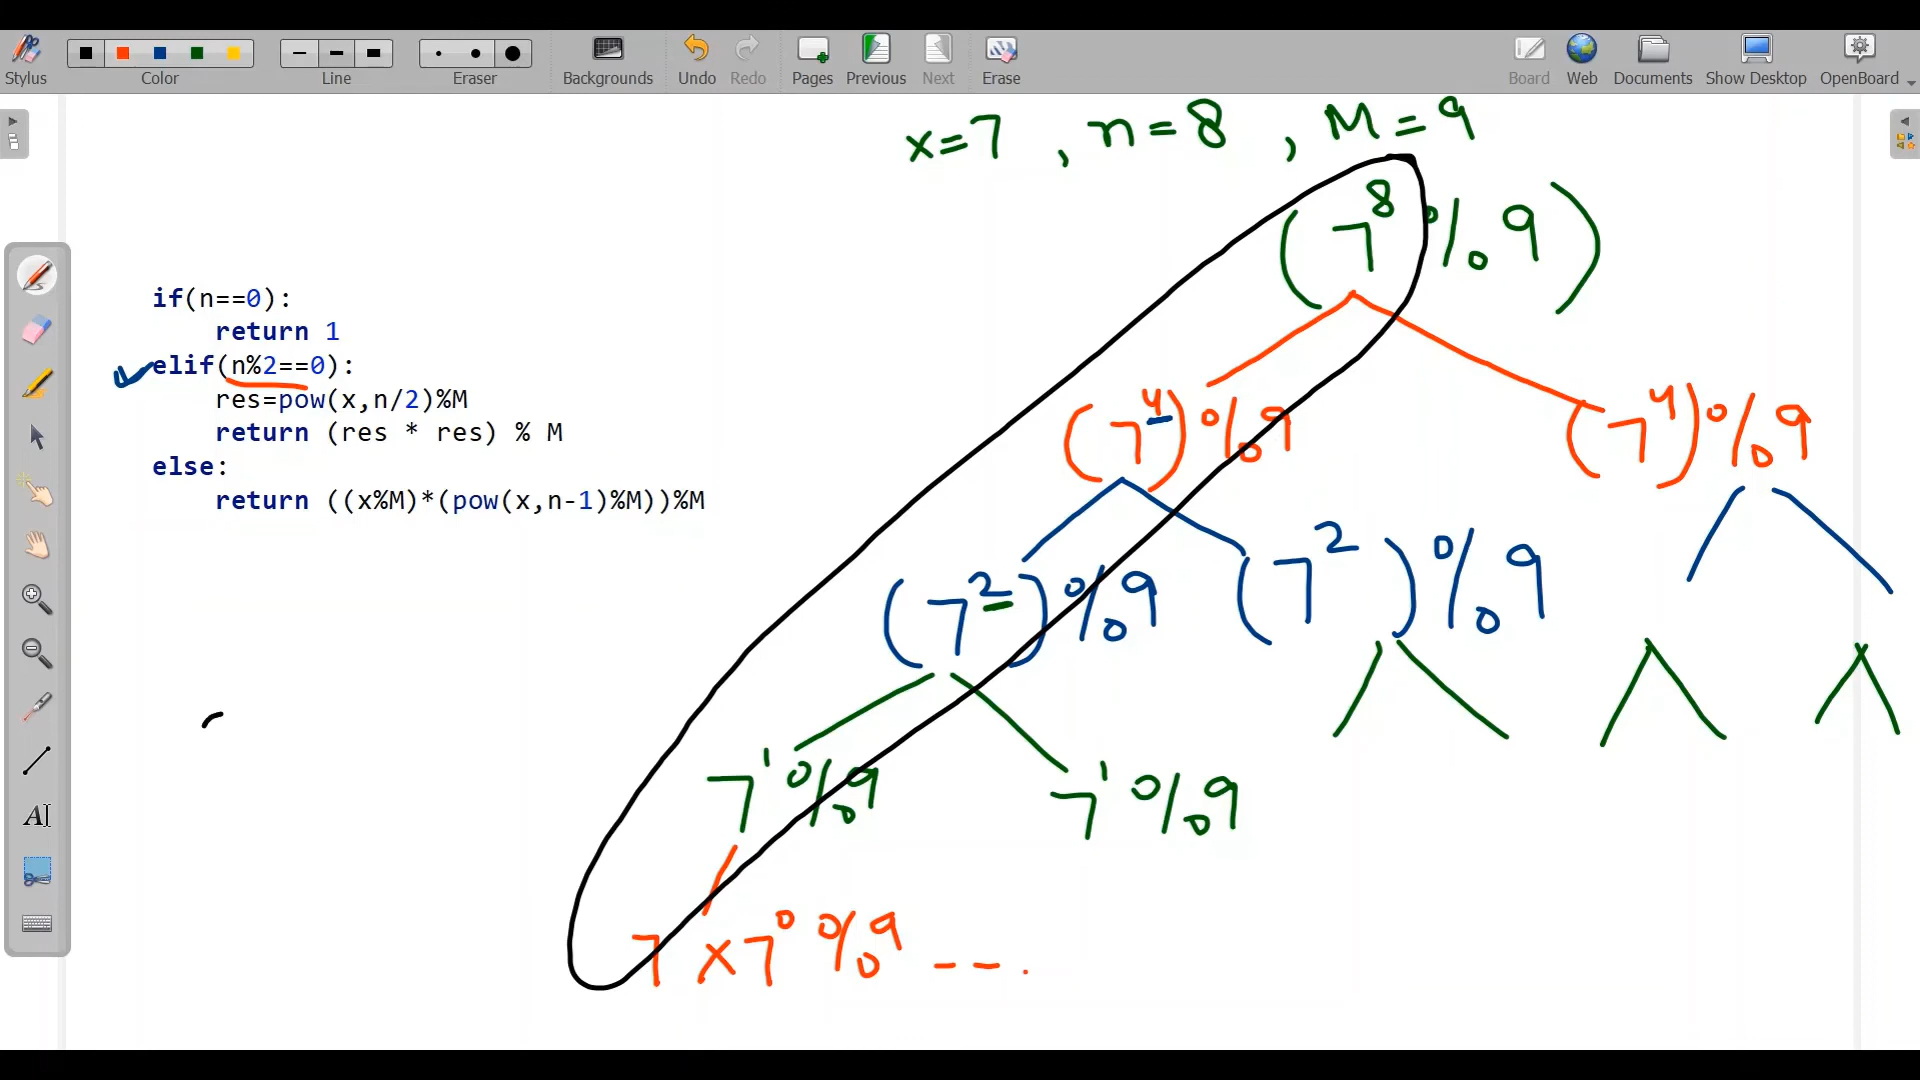 Stylus Color Line Eraser Backgrounds Undo Redo Pages Previous Next Erase Board Web Documents Show Desktop OpenBoard
x=7 , n=8 , M=9
(7^8 % 9)
if(n==0):
return 1
elif(n%2==0):
res=pow(x,n/2)%M
return (res * res) % M
else:
return ((x%M)*(pow(x,n-1)%M))%M
(7^4) % 9 (7^4) % 9
(7^2) % 9 (7^2) % 9
7^1 % 9 7^1 % 9
7 x 7^0 % 9 --.